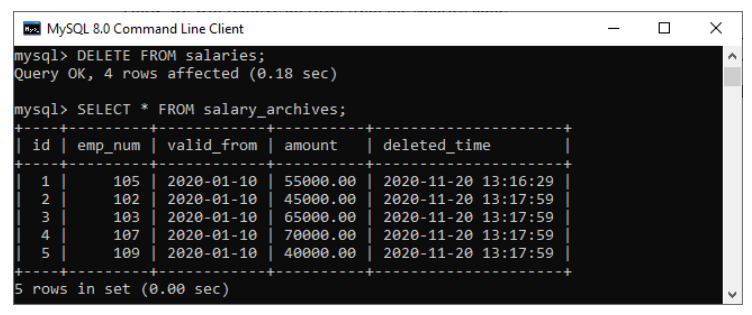 MySQL 8.0 Command Line Client
mysql> DELETE FROM salaries;
Query OK, 4 rows affected (0.18 sec)
mysql> SELECT * FROM salary_archives;
+----+---------+------------+----------+---------------------+
| id | emp_num | valid_from | amount   | deleted_time        |
+----+---------+------------+----------+---------------------+
|  1 |     105 | 2020-01-10 | 55000.00 | 2020-11-20 13:16:29 |
|  2 |     102 | 2020-01-10 | 45000.00 | 2020-11-20 13:17:59 |
|  3 |     103 | 2020-01-10 | 65000.00 | 2020-11-20 13:17:59 |
|  4 |     107 | 2020-01-10 | 70000.00 | 2020-11-20 13:17:59 |
|  5 |     109 | 2020-01-10 | 40000.00 | 2020-11-20 13:17:59 |
+----+---------+------------+----------+---------------------+
5 rows in set (0.00 sec)